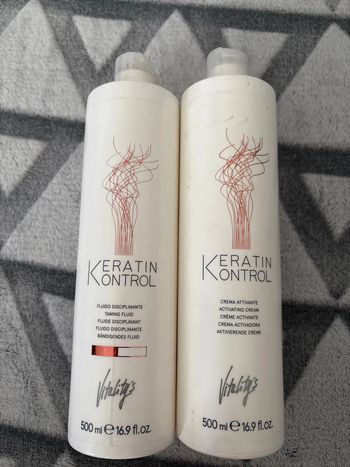 KERATIN
KONTROL
FLUIDO DISCIPLINANTE
TAMING FLUID
FLUIDE DISCIPLINANT
FLUIDO DISCIPLINANTE
BÄNDIGENDES FLUID
Vitality's
500 ml e 16.9 fl.oz.
KERATIN
KONTROL
CREMA ATTIVANTE
ACTIVATING CREAM
CRÈME ACTIVANTE
CREMA ACTIVADORA
AKTIVIERENDE CREME
Vitality's
500 ml e 16.9 fl.oz.